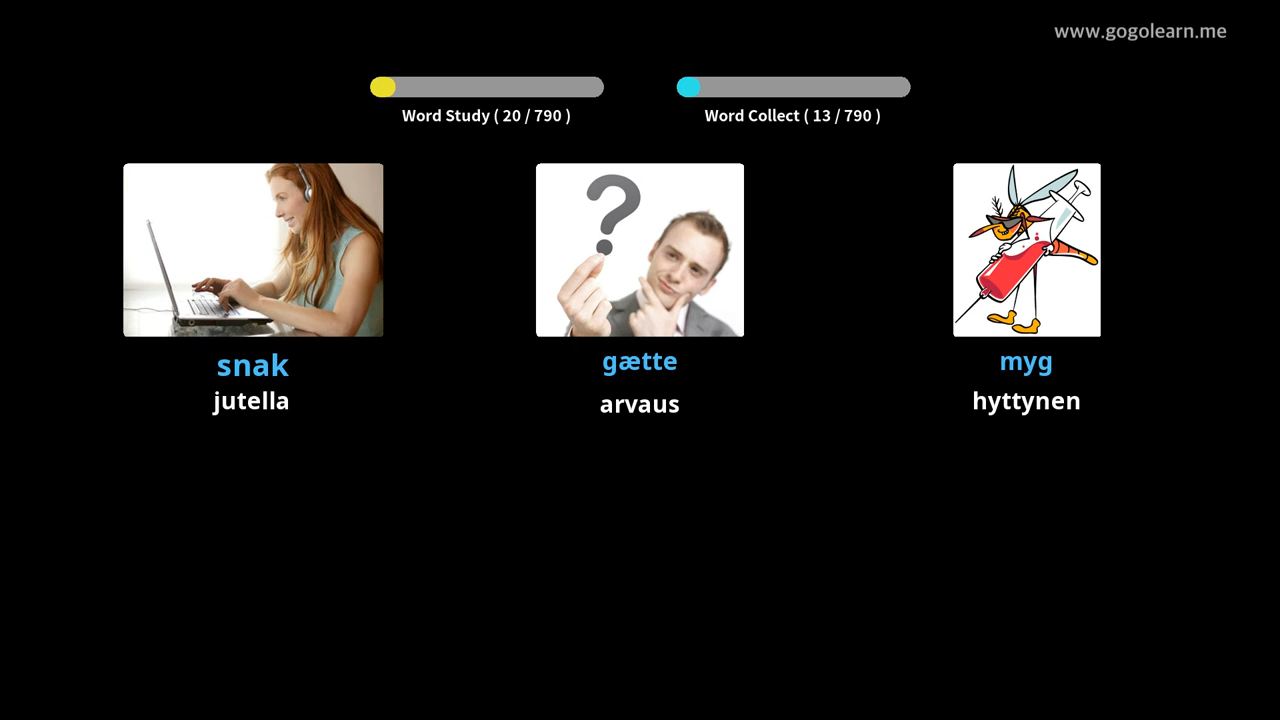 www.gogolearn.me
Word Study ( 20 / 790 )
Word Collect ( 13 / 790 )
snak
jutella
gætte
arvaus
myg
hyttynen